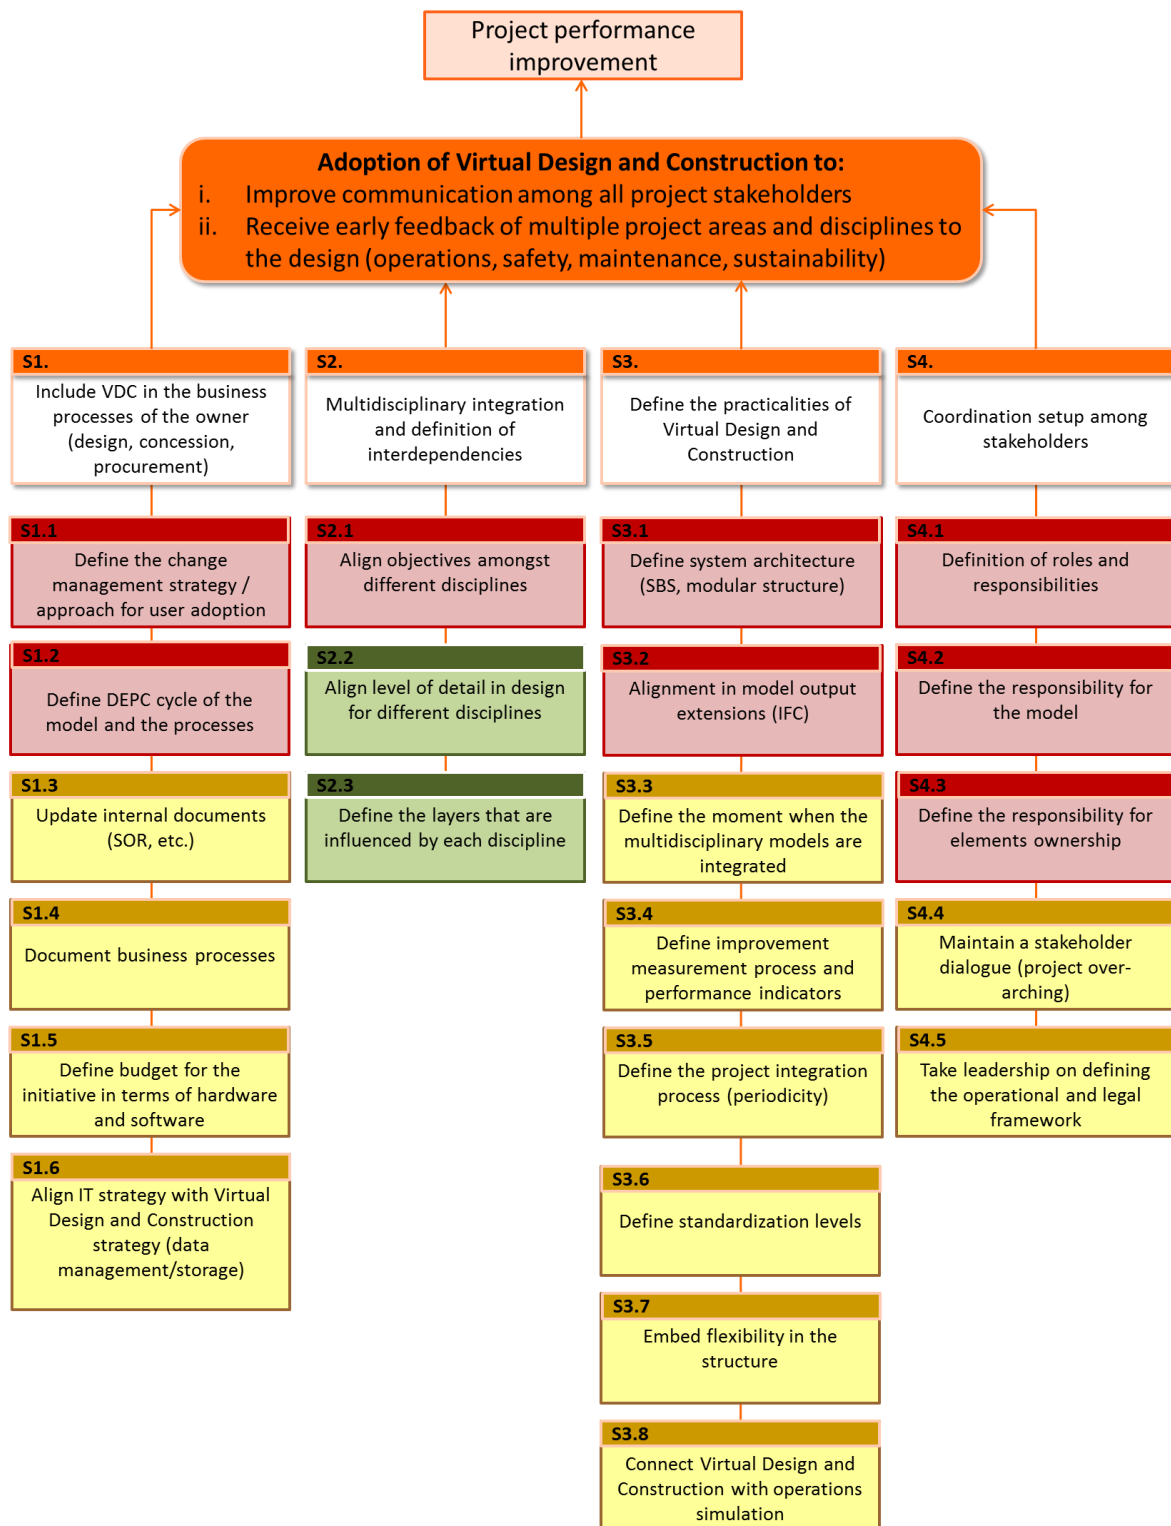 Project performance
improvement
Adoption of Virtual Design and Construction to:
i. Improve communication among all project stakeholders
ii. Receive early feedback of multiple project areas and disciplines to
the design (operations, safety, maintenance, sustainability)
S1.
Include VDC in the business
processes of the owner
(design, concession,
procurement)
S1.1
Define the change
management strategy /
approach for user adoption
S1.2
Define DEPC cycle of the
model and the processes
S1.3
Update internal documents
(SOR, etc.)
S1.4
Document business processes
S1.5
Define budget for the
initiative in terms of hardware
and software
S1.6
Align IT strategy with Virtual
Design and Construction
strategy (data
management/storage)
S2.
Multidisciplinary integration
and definition of
interdependencies
S2.1
Align objectives amongst
different disciplines
S2.2
Align level of detail in design
for different disciplines
S2.3
Define the layers that are
influenced by each discipline
S3.
Define the practicalities of
Virtual Design and
Construction
S3.1
Define system architecture
(SBS, modular structure)
S3.2
Alignment in model output
extensions (IFC)
S3.3
Define the moment when the
multidisciplinary models are
integrated
S3.4
Define improvement
measurement process and
performance indicators
S3.5
Define the project integration
process (periodicity)
S3.6
Define standardization levels
S3.7
Embed flexibility in the
structure
S3.8
Connect Virtual Design and
Construction with operations
simulation
S4.
Coordination setup among
stakeholders
S4.1
Definition of roles and
responsibilities
S4.2
Define the responsibility for
the model
S4.3
Define the responsibility for
elements ownership
S4.4
Maintain a stakeholder
dialogue (project over-
arching)
S4.5
Take leadership on defining
the operational and legal
framework